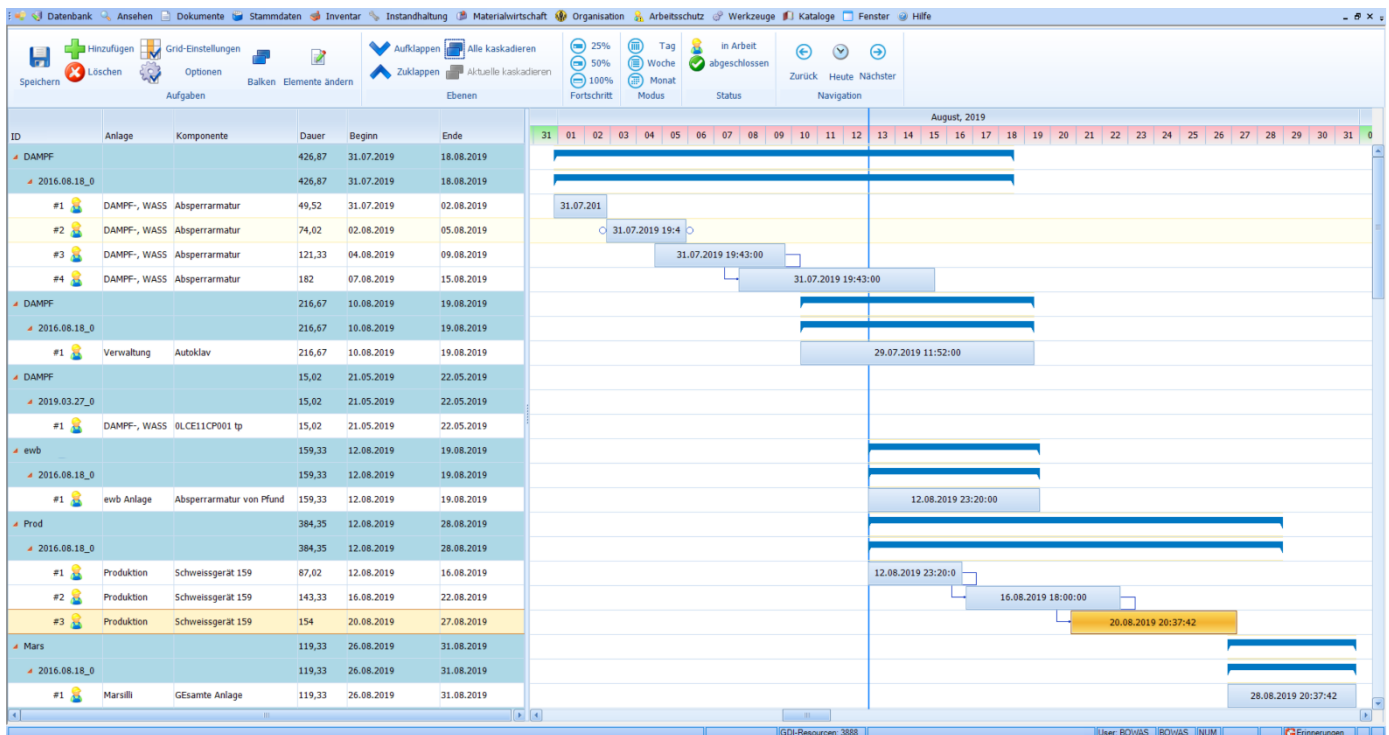 Datenbank Ansehen Dokumente Stammdaten Inventar Instandhaltung Materialwirtschaft Organisation Arbeitsschutz Werkzeuge Kataloge Fenster Hilfe
Speichern Hinzufügen Löschen Grid-Einstellungen Optionen Balken Elemente ändern
Aufgaben
Aufklappen Alle kaskadieren
Zuklappen Aktuelle kaskadieren
Ebenen
25%
50%
100%
Fortschritt
Tag
Woche
Monat
Modus
in Arbeit
abgeschlossen
Status
Zurück Heute Nächster
Navigation
August, 2019
ID Anlage Komponente Dauer Beginn Ende 31 01 02 03 04 05 06 07 08 09 10 11 12 13 14 15 16 17 18 19 20 21 22 23 24 25 26 27 28 29 30 31 0
DAMPF 426,87 31.07.2019 18.08.2019
2016.08.18_0 426,87 31.07.2019 18.08.2019
#1 DAMPF-, WASS Absperrarmatur 49,52 31.07.2019 02.08.2019 31.07.201
#2 DAMPF-, WASS Absperrarmatur 74,02 02.08.2019 05.08.2019 31.07.2019 19:4
#3 DAMPF-, WASS Absperrarmatur 121,33 04.08.2019 09.08.2019 31.07.2019 19:43:00
#4 DAMPF-, WASS Absperrarmatur 182 07.08.2019 15.08.2019 31.07.2019 19:43:00
DAMPF 216,67 10.08.2019 19.08.2019
2016.08.18_0 216,67 10.08.2019 19.08.2019
#1 Verwaltung Autoklav 216,67 10.08.2019 19.08.2019 29.07.2019 11:52:00
DAMPF 15,02 21.05.2019 22.05.2019
2019.03.27_0 15,02 21.05.2019 22.05.2019
#1 DAMPF-, WASS 0LCE11CP001 tp 15,02 21.05.2019 22.05.2019
ewb 159,33 12.08.2019 19.08.2019
2016.08.18_0 159,33 12.08.2019 19.08.2019
#1 ewb Anlage Absperrarmatur von Pfund 159,33 12.08.2019 19.08.2019 12.08.2019 23:20:00
Prod 384,35 12.08.2019 28.08.2019
2016.08.18_0 384,35 12.08.2019 28.08.2019
#1 Produktion Schweissgerät 159 87,02 12.08.2019 16.08.2019 12.08.2019 23:20:0
#2 Produktion Schweissgerät 159 143,33 16.08.2019 22.08.2019 16.08.2019 18:00:00
#3 Produktion Schweissgerät 159 154 20.08.2019 27.08.2019 20.08.2019 20:37:42
Mars 119,33 26.08.2019 31.08.2019
2016.08.18_0 119,33 26.08.2019 31.08.2019
#1 Marsilli GEsamte Anlage 119,33 26.08.2019 31.08.2019 28.08.2019 20:37:42
GDI-Resourcen: 3888 User: BOWAS BOWAS NUM Erinnerungen